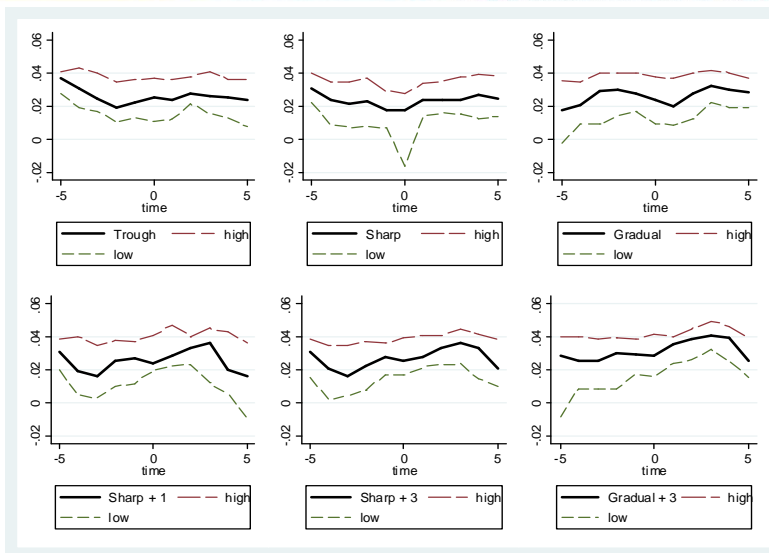 -.02 0 .02 .04 .06
-5 0 5
time
Trough high
low
-.02 0 .02 .04 .06
-5 0 5
time
Sharp high
low
-.02 0 .02 .04 .06
-5 0 5
time
Gradual high
low
-.02 0 .02 .04 .06
-5 0 5
time
Sharp + 1 high
low
-.02 0 .02 .04 .06
-5 0 5
time
Sharp + 3 high
low
-.02 0 .02 .04 .06
-5 0 5
time
Gradual + 3 high
low